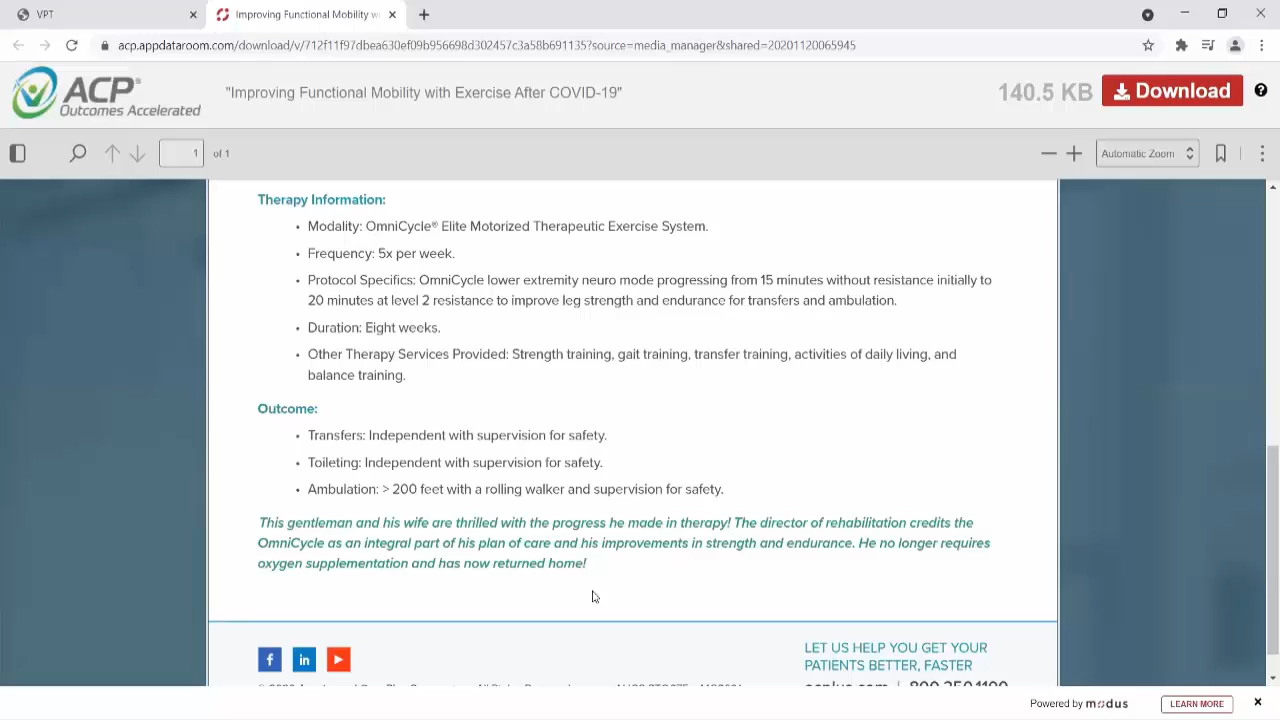 VPT
Improving Functional Mobility wi
acp.appdataroom.com/download/v/712f11f97dbea630ef09b956698d302457c3a58b691135?source=media_manager&shared=20201120065945
ACP®
Outcomes Accelerated
"Improving Functional Mobility with Exercise After COVID-19"
140.5 KB
Download
?
1 of 1
Automatic Zoom
Therapy Information:
• Modality: OmniCycle® Elite Motorized Therapeutic Exercise System.
• Frequency: 5x per week.
• Protocol Specifics: OmniCycle lower extremity neuro mode progressing from 15 minutes without resistance initially to
20 minutes at level 2 resistance to improve leg strength and endurance for transfers and ambulation.
• Duration: Eight weeks.
• Other Therapy Services Provided: Strength training, gait training, transfer training, activities of daily living, and
balance training.
Outcome:
• Transfers: Independent with supervision for safety.
• Toileting: Independent with supervision for safety.
• Ambulation: > 200 feet with a rolling walker and supervision for safety.
This gentleman and his wife are thrilled with the progress he made in therapy! The director of rehabilitation credits the
OmniCycle as an integral part of his plan of care and his improvements in strength and endurance. He no longer requires
oxygen supplementation and has now returned home!
f in
LET US HELP YOU GET YOUR
PATIENTS BETTER, FASTER
acplus.com | 800.350.1100
Powered by modus
LEARN MORE